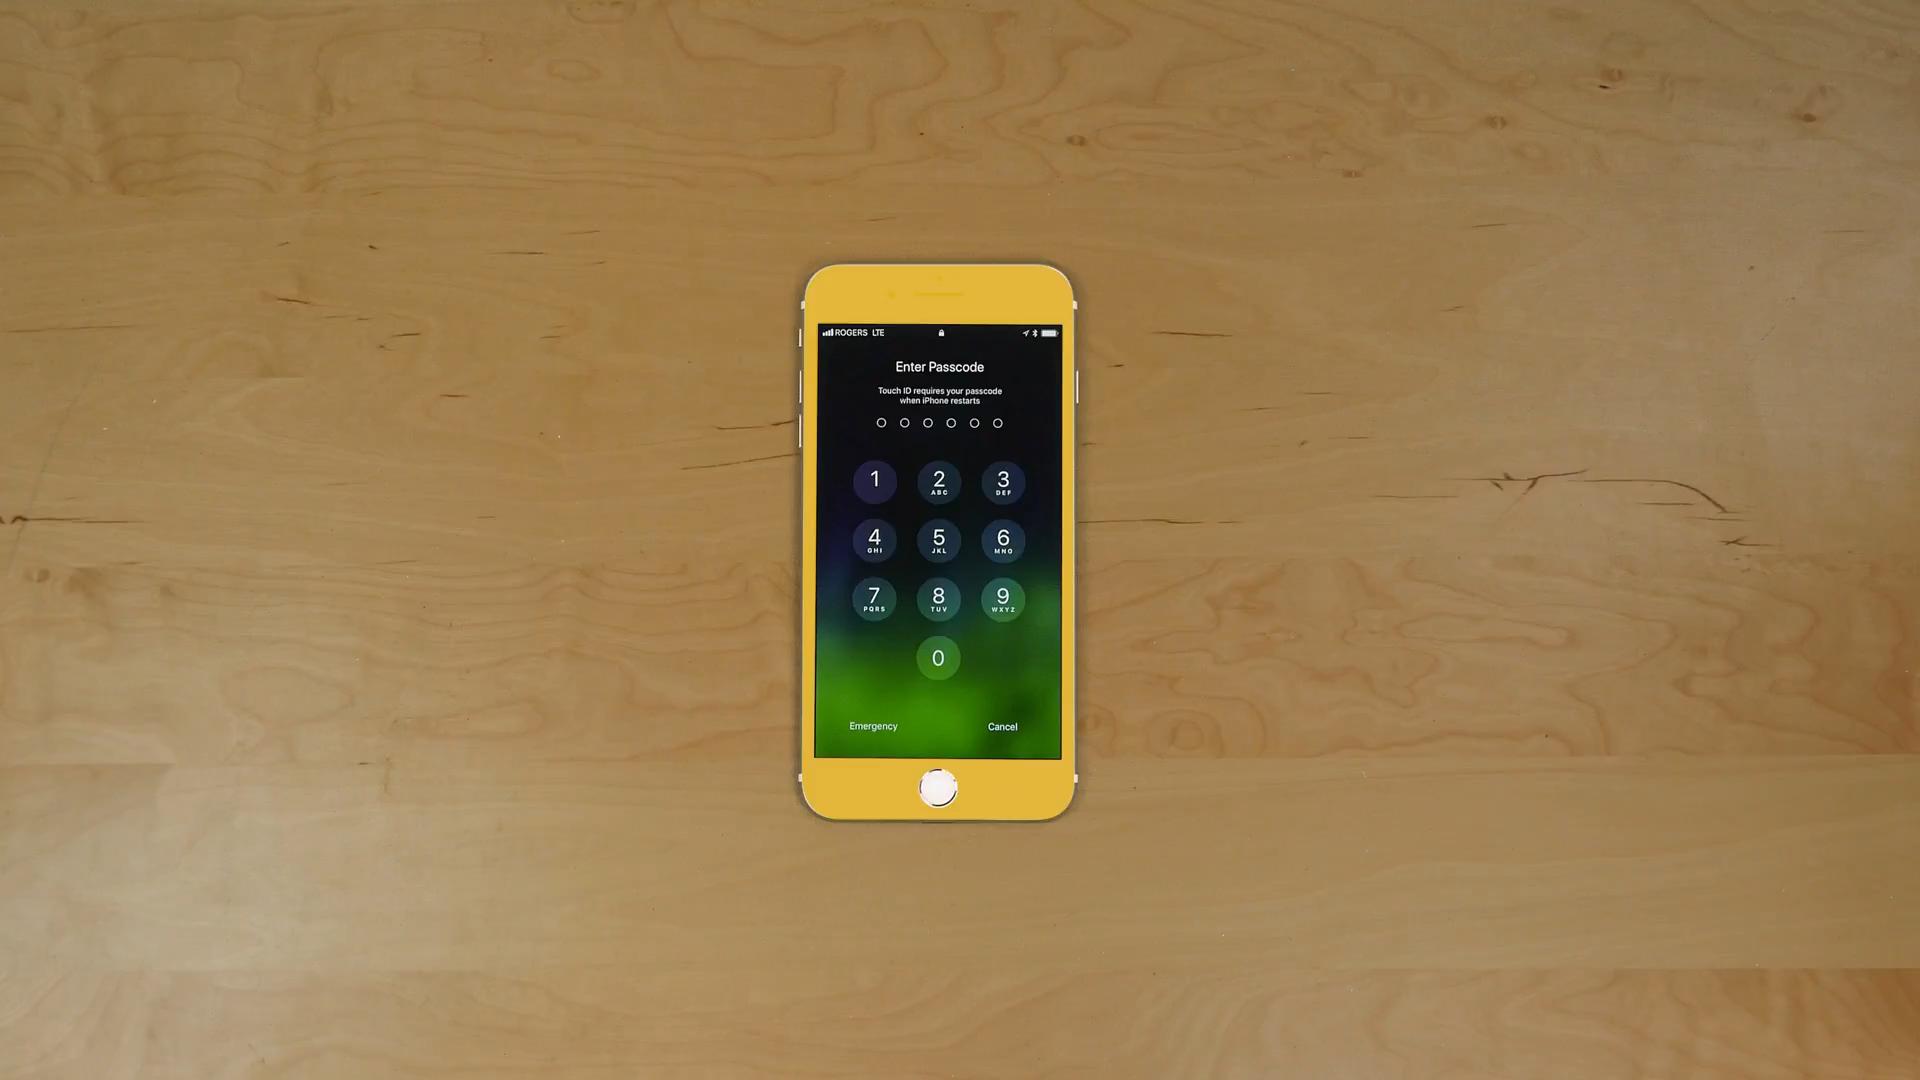 ROGERS LTE
Enter Passcode
Touch ID requires your passcode
when iPhone restarts
1 2 3
ABC DEF
4 5 6
GHI JKL MNO
7 8 9
PQRS TUV WXYZ
0
Emergency Cancel